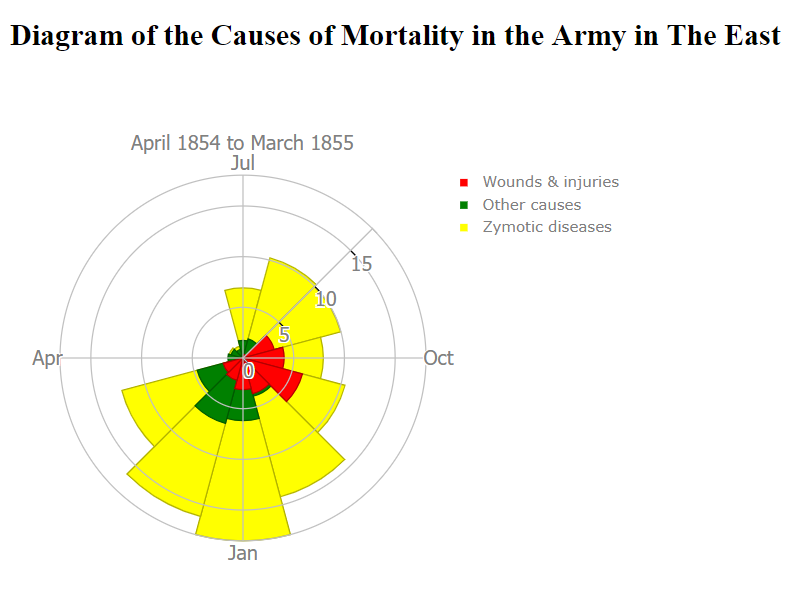 Diagram of the Causes of Mortality in the Army in The East
April 1854 to March 1855
Jul
Wounds & injuries
Other causes
Zymotic diseases
15
10
5
Apr
0
Oct
Jan